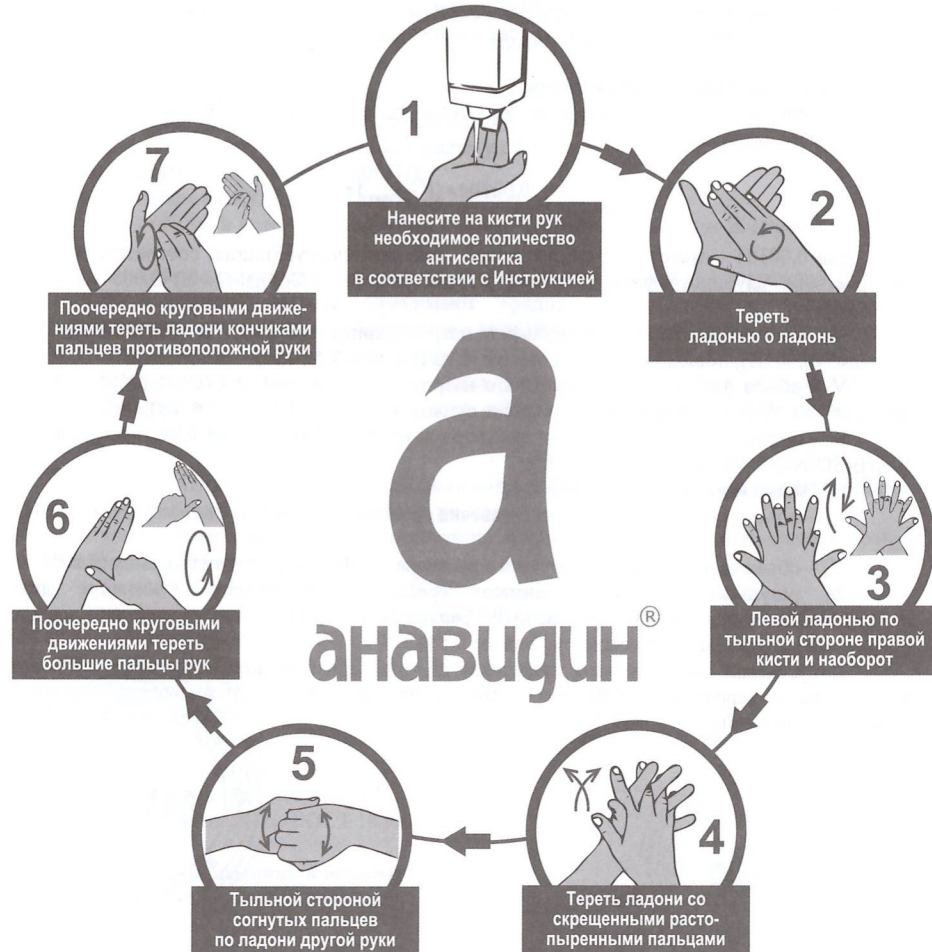 1
Нанесите на кисти рук
необходимое количество
антисептика
в соответствии с Инструкцией
2
Тереть
ладонью о ладонь
3
Левой ладонью по
тыльной стороне правой
кисти и наоборот
4
Тереть ладони со
скрещенными расто-
пыренными пальцами
5
Тыльной стороной
согнутых пальцев
по ладони другой руки
6
Поочередно круговыми
движениями тереть
большие пальцы рук
7
Поочередно круговыми движе-
ниями тереть ладони кончиками
пальцев противоположной руки
а
анавидин®